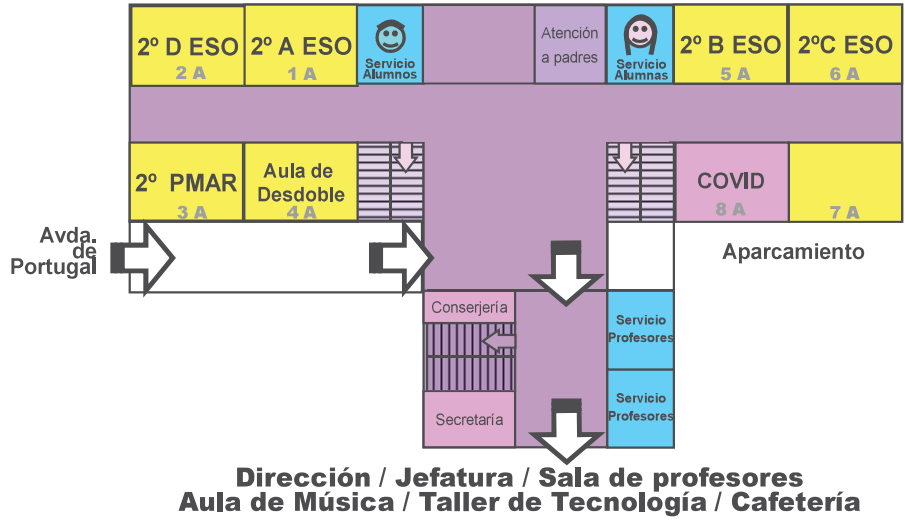 2º D ESO
2 A
2º A ESO
1 A
Servicio
Alumnos
Atención
a padres
Servicio
Alumnas
2º B ESO
5 A
2ºC ESO
6 A
2º PMAR
3 A
Aula de
Desdoble
4 A
COVID
8 A
7 A
Avda.
de
Portugal
Aparcamiento
Conserjería
Servicio
Profesores
Secretaría
Servicio
Profesores
Dirección / Jefatura / Sala de profesores
Aula de Música / Taller de Tecnología / Cafetería